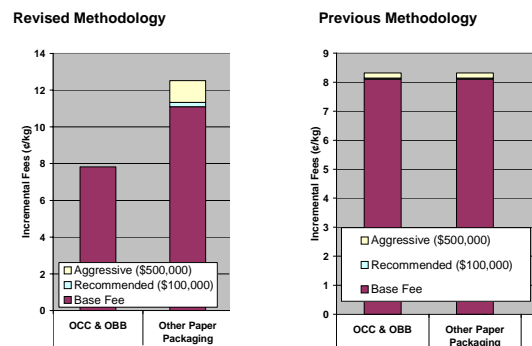 Revised Methodology
Incremental Fees (¢/kg)
14
12
10
8
6
4
2
0
Aggressive ($500,000)
Recommended ($100,000)
Base Fee
OCC & OBB
Other Paper
Packaging
Previous Methodology
Incremental Fees (¢/kg)
9
8
7
6
5
4
3
2
1
0
Aggressive ($500,000)
Recommended ($100,000)
Base Fee
OCC & OBB
Other Paper
Packaging